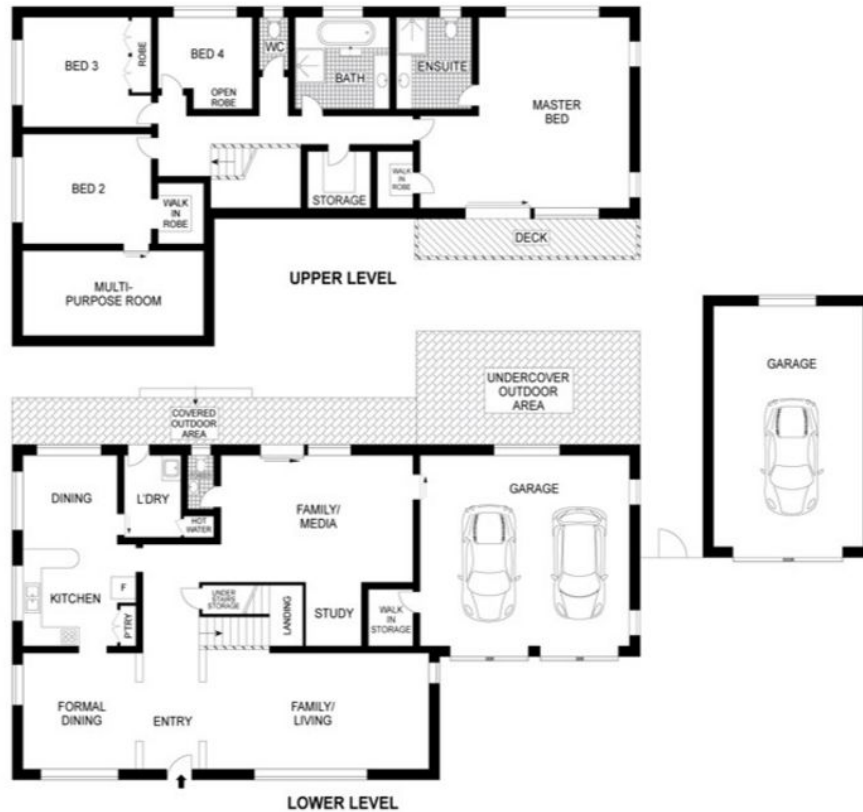 BED 3
ROBE
BED 4
OPEN
ROBE
WC
BATH
ENSUITE
MASTER
BED
BED 2
WALK
IN
ROBE
STORAGE
WALK
IN
ROBE
DECK
MULTI-
PURPOSE ROOM
UPPER LEVEL
UNDERCOVER
OUTDOOR
AREA
GARAGE
COVERED
OUTDOOR
AREA
DINING
L'DRY
HOT
WATER
FAMILY/
MEDIA
GARAGE
KITCHEN
F
P'TRY
UNDER
STAIRS
STORAGE
LANDING
STUDY
WALK
IN
STORAGE
FORMAL
DINING
ENTRY
FAMILY/
LIVING
LOWER LEVEL